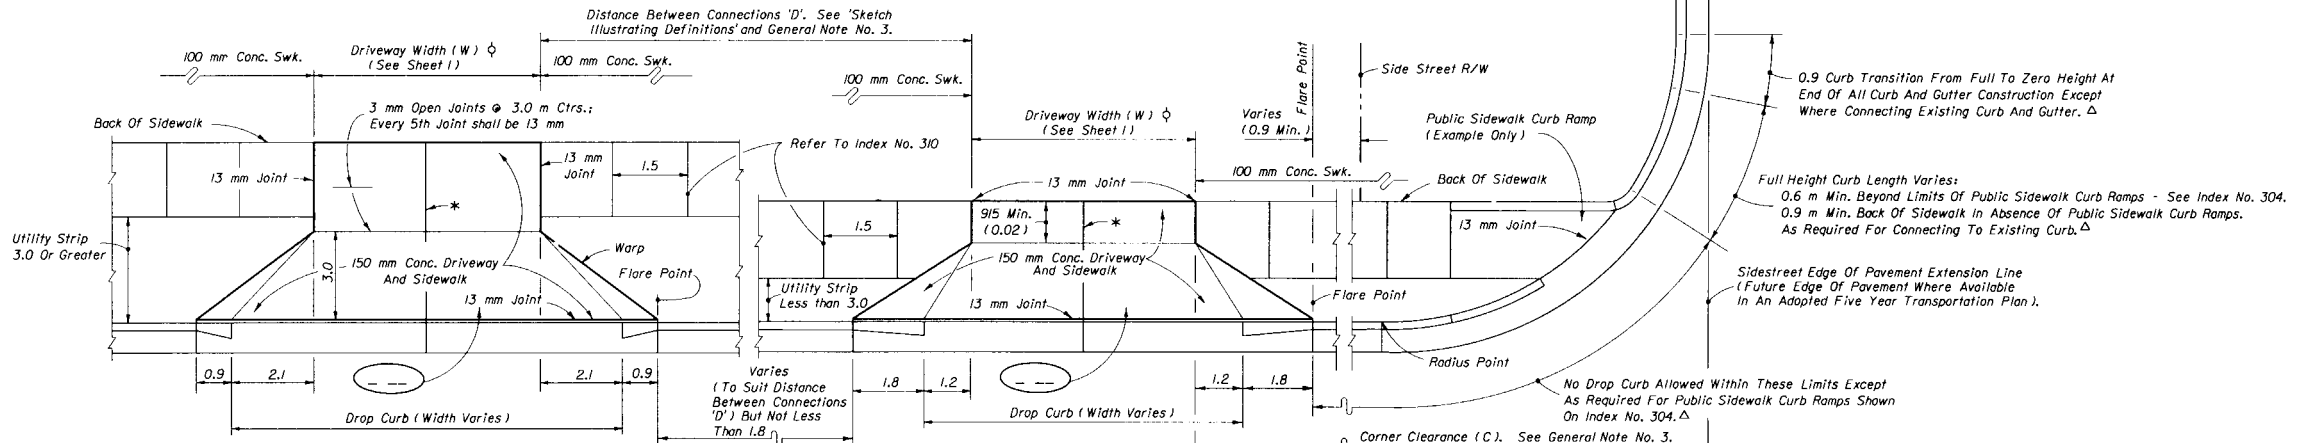 Distance Between Connections 'D'. See 'Sketch
Illustrating Definitions' and General Note No. 3.
100 mm Conc. Swk.
Driveway Width (W) ϕ
(See Sheet 1)
100 mm Conc. Swk.
100 mm Conc. Swk.
3 mm Open Joints @ 3.0 m Ctrs.;
Every 5th Joint shall be 13 mm
Back Of Sidewalk
13 mm Joint
13 mm
Joint
1.5
Refer To Index No. 310
Utility Strip
3.0 Or Greater
3.0
*
Warp
150 mm Conc. Driveway
And Sidewalk
Flare Point
13 mm Joint
0.9
2.1
2.1
0.9
Drop Curb (Width Varies)
Varies
(To Suit Distance
Between Connections
'D') But Not Less
Than 1.8
Driveway Width (W) ϕ
(See Sheet 1)
Varies
(0.9 Min.)
Flare Point
Side Street R/W
100 mm Conc. Swk.
13 mm Joint
915 Min.
(0.02)
*
1.5
150 mm Conc. Driveway
And Sidewalk
Utility Strip
Less than 3.0
13 mm Joint
Flare Point
1.8
1.2
1.2
1.8
Drop Curb (Width Varies)
Public Sidewalk Curb Ramp
(Example Only)
Back Of Sidewalk
13 mm Joint
Radius Point
0.9 Curb Transition From Full To Zero Height At
End Of All Curb And Gutter Construction Except
Where Connecting Existing Curb And Gutter. Δ
Full Height Curb Length Varies:
0.6 m Min. Beyond Limits Of Public Sidewalk Curb Ramps - See Index No. 304.
0.9 m Min. Back Of Sidewalk In Absence Of Public Sidewalk Curb Ramps.
As Required For Connecting To Existing Curb. Δ
Sidestreet Edge Of Pavement Extension Line
(Future Edge Of Pavement Where Available
In An Adopted Five Year Transportation Plan).
No Drop Curb Allowed Within These Limits Except
As Required For Public Sidewalk Curb Ramps Shown
On Index No. 304. Δ
Corner Clearance (C). See General Note No. 3.